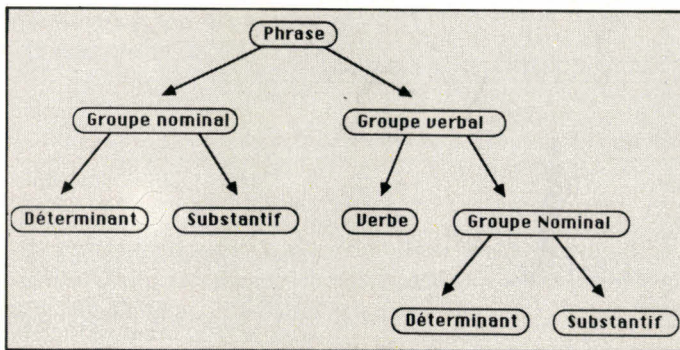 Phrase
Groupe nominal
Groupe verbal
Déterminant
Substantif
Verbe
Groupe Nominal
Déterminant
Substantif